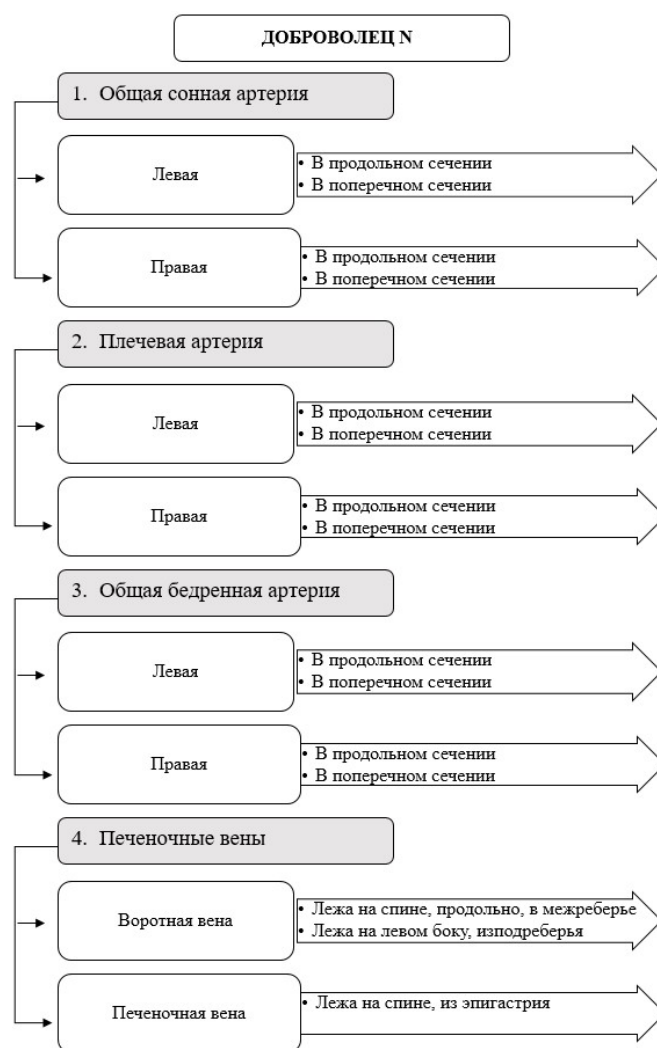 ДОБРОВОЛЕЦ N
1. Общая сонная артерия
Левая
• В продольном сечении
• В поперечном сечении
Правая
• В продольном сечении
• В поперечном сечении
2. Плечевая артерия
Левая
• В продольном сечении
• В поперечном сечении
Правая
• В продольном сечении
• В поперечном сечении
3. Общая бедренная артерия
Левая
• В продольном сечении
• В поперечном сечении
Правая
• В продольном сечении
• В поперечном сечении
4. Печеночные вены
Воротная вена
• Лежа на спине, продольно, в межреберье
• Лежа на левом боку, изподреберья
Печеночная вена
• Лежа на спине, из эпигастрия